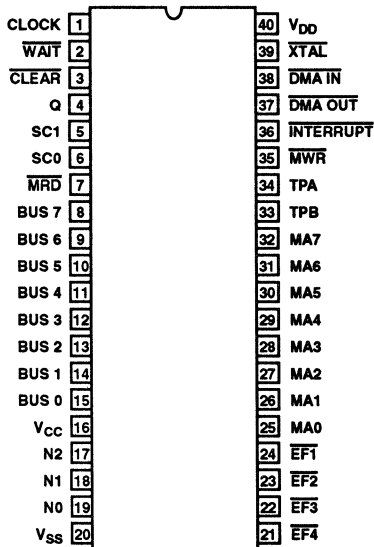 CLOCK 1 40 VDD
WAIT 2 39 XTAL
CLEAR 3 38 DMA IN
Q 4 37 DMA OUT
SC1 5 36 INTERRUPT
SC0 6 35 MWR
MRD 7 34 TPA
BUS 7 8 33 TPB
BUS 6 9 32 MA7
BUS 5 10 31 MA6
BUS 4 11 30 MA5
BUS 3 12 29 MA4
BUS 2 13 28 MA3
BUS 1 14 27 MA2
BUS 0 15 26 MA1
VCC 16 25 MA0
N2 17 24 EF1
N1 18 23 EF2
N0 19 22 EF3
VSS 20 21 EF4